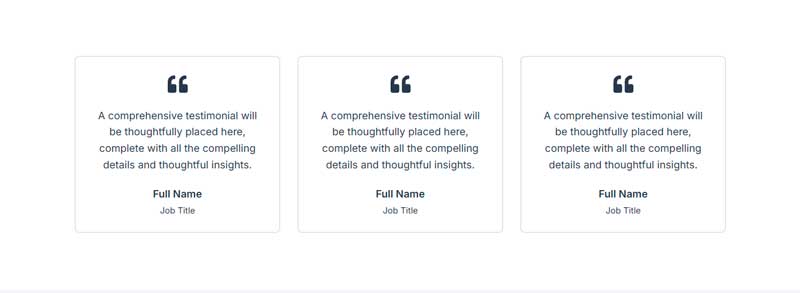 A comprehensive testimonial will
be thoughtfully placed here,
complete with all the compelling
details and thoughtful insights.
Full Name
Job Title
A comprehensive testimonial will
be thoughtfully placed here,
complete with all the compelling
details and thoughtful insights.
Full Name
Job Title
A comprehensive testimonial will
be thoughtfully placed here,
complete with all the compelling
details and thoughtful insights.
Full Name
Job Title